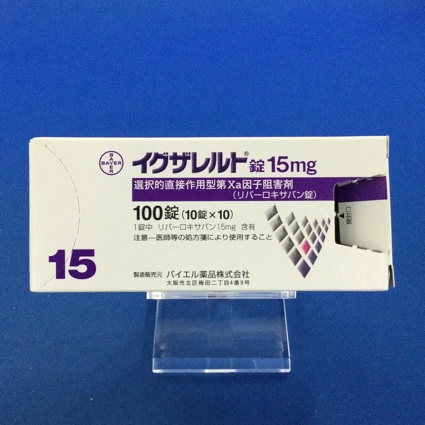 BAYER
BAYER
イグザレルト®錠15mg
選択的直接作用型第Xa因子阻害剤
(リバーロキサバン錠)
100錠(10錠×10)
1錠中 リバーロキサバン15mg 含有
注意—医師等の処方箋により使用すること
開封口
15
製造販売元 バイエル薬品株式会社
大阪市北区梅田二丁目4番9号